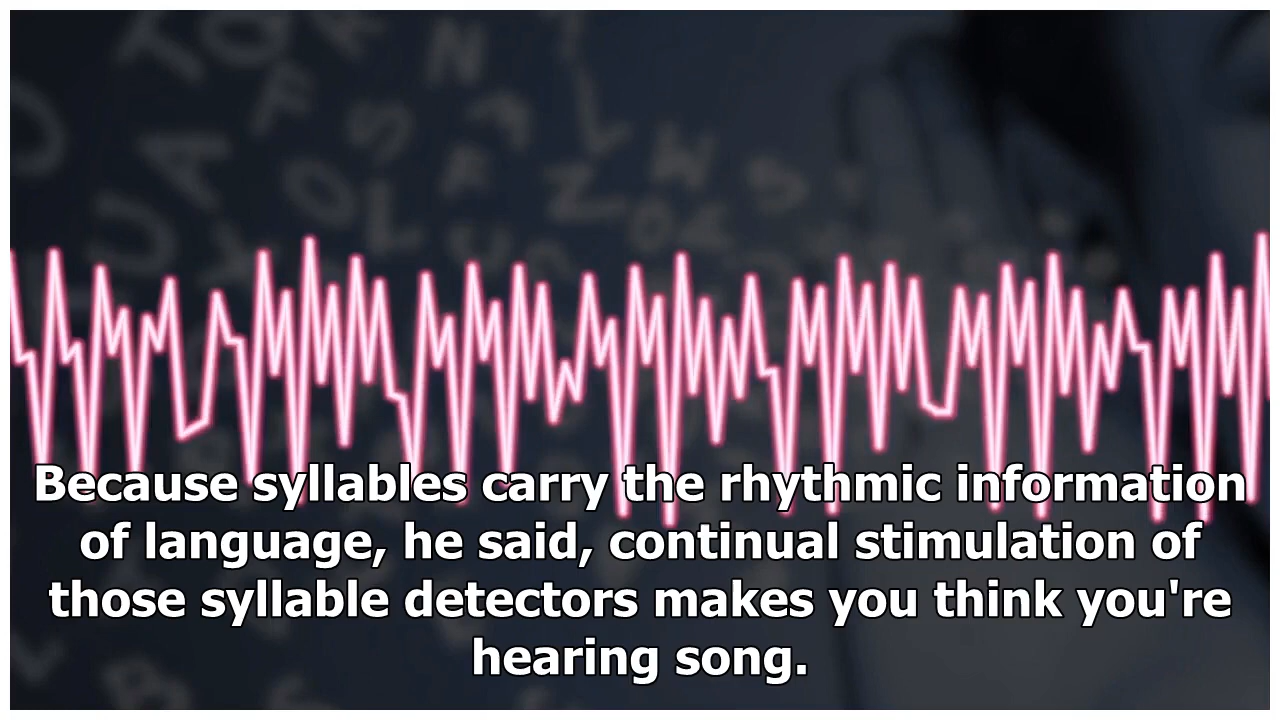 Because syllables carry the rhythmic information
of language, he said, continual stimulation of
those syllable detectors makes you think you're
hearing song.